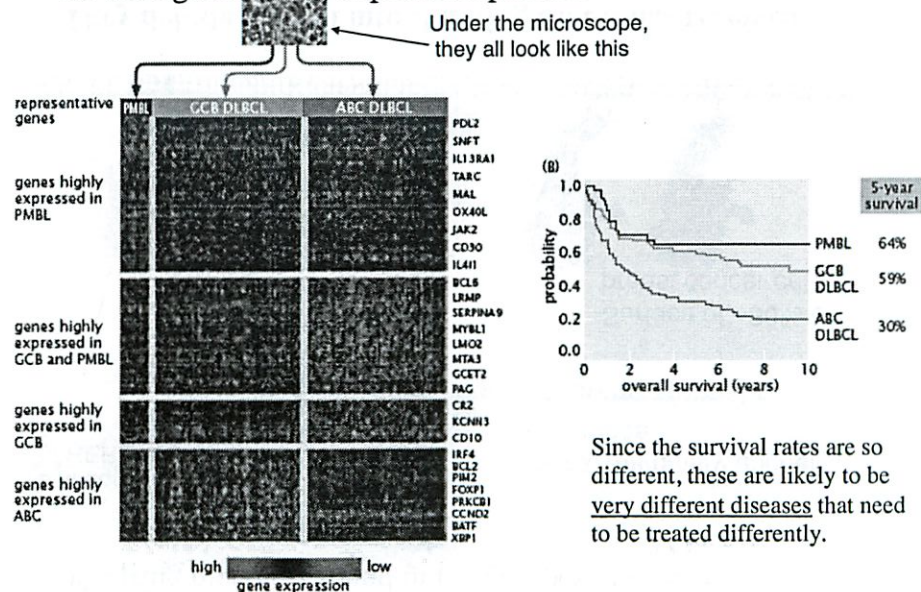 Under the microscope,
they all look like this
representative
genes
PMBL
GCB DLBCL
ABC DLBCL
genes highly
expressed in
PMBL
PDL2
SNFT
IL13RA1
TARC
MAL
OX40L
JAK2
CD30
IL4I1
genes highly
expressed in
GCB and PMBL
BCL6
LRMP
SERPINA9
MYBL1
LMO2
MTA3
GCET2
PAG
genes highly
expressed in
GCB
CR2
KCNN3
CD10
genes highly
expressed in
ABC
IRF4
BCL2
PIM2
FOXP1
PRKCB1
CCND2
BATF
XBP1
high low
gene expression
(B)
probability
1.0
0.8
0.6
0.4
0.2
0.0
0 2 4 6 8 10
overall survival (years)
5-year
survival
PMBL 64%
GCB
DLBCL 59%
ABC
DLBCL 30%
Since the survival rates are so
different, these are likely to be
very different diseases that need
to be treated differently.